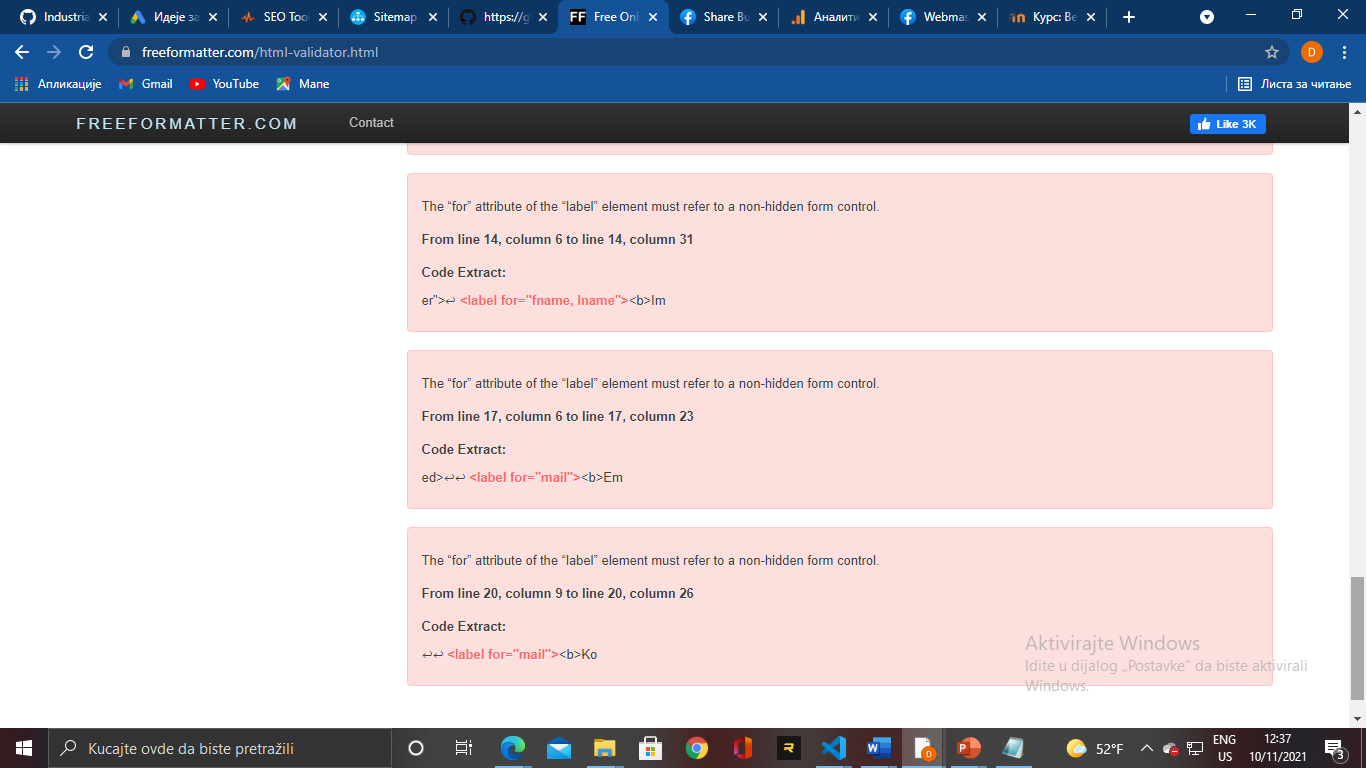 Industria
Идеје за
SEO Tool
Sitemap
https://g
Free Onli
Share Bu
Аналити
Webmas
Курс: Ве
freeformatter.com/html-validator.html
D
Апликације
Gmail
YouTube
Мапе
Листа за читање
FREEFORMATTER.COM
Contact
Like 3K
The “for” attribute of the “label” element must refer to a non-hidden form control.
From line 14, column 6 to line 14, column 31
Code Extract:
er">↩ <label for="fname, lname"><b>Im
The “for” attribute of the “label” element must refer to a non-hidden form control.
From line 17, column 6 to line 17, column 23
Code Extract:
ed>↩↩ <label for="mail"><b>Em
The “for” attribute of the “label” element must refer to a non-hidden form control.
From line 20, column 9 to line 20, column 26
Code Extract:
↩↩ <label for="mail"><b>Ko
Aktivirajte Windows
Idite u dijalog „Postavke“ da biste aktivirali
Windows.
Kucajte ovde da biste pretražili
52°F
ENG
US
12:37
10/11/2021
3